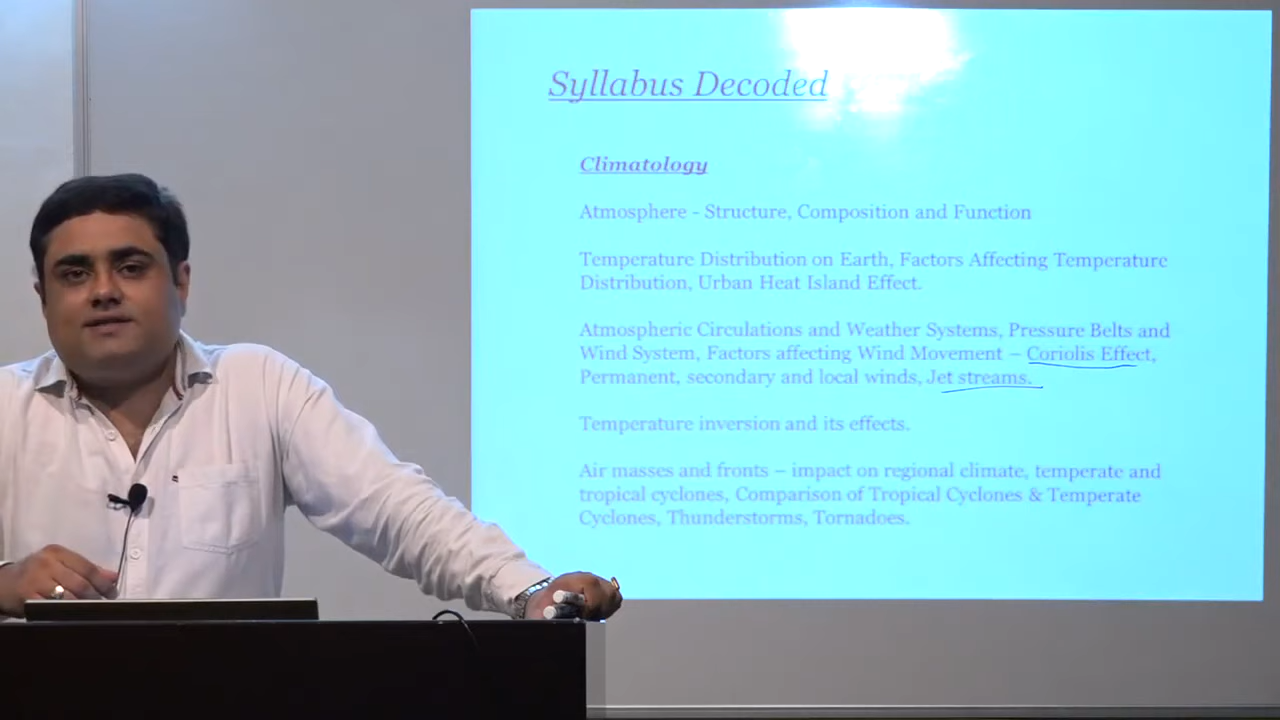 Syllabus Decoded
Climatology
Atmosphere - Structure, Composition and Function
Temperature Distribution on Earth, Factors Affecting Temperature
Distribution, Urban Heat Island Effect.
Atmospheric Circulations and Weather Systems, Pressure Belts and
Wind System, Factors affecting Wind Movement – Coriolis Effect,
Permanent, secondary and local winds, Jet streams.
Temperature inversion and its effects.
Air masses and fronts – impact on regional climate, temperate and
tropical cyclones, Comparison of Tropical Cyclones & Temperate
Cyclones, Thunderstorms, Tornadoes.